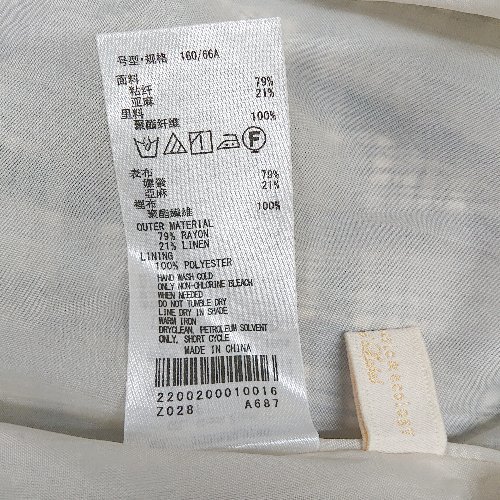 号型·规格 160/66A
面料
粘纤 79%
亚麻 21%
里料
聚酯纤维 100%
F
表布
嫘縈 79%
亞麻 21%
裡布
聚酯纖維 100%
OUTER MATERIAL
79% RAYON
21% LINEN
LINING
100% POLYESTER
HAND WASH COLD
ONLY NON-CHLORINE BLEACH
WHEN NEEDED
DO NOT TUMBLE DRY
LINE DRY IN SHADE
WARM IRON
DRYCLEAN, PETROLEUM SOLVENT
ONLY, SHORT CYCLE
MADE IN CHINA
2200200010016
Z028 A687